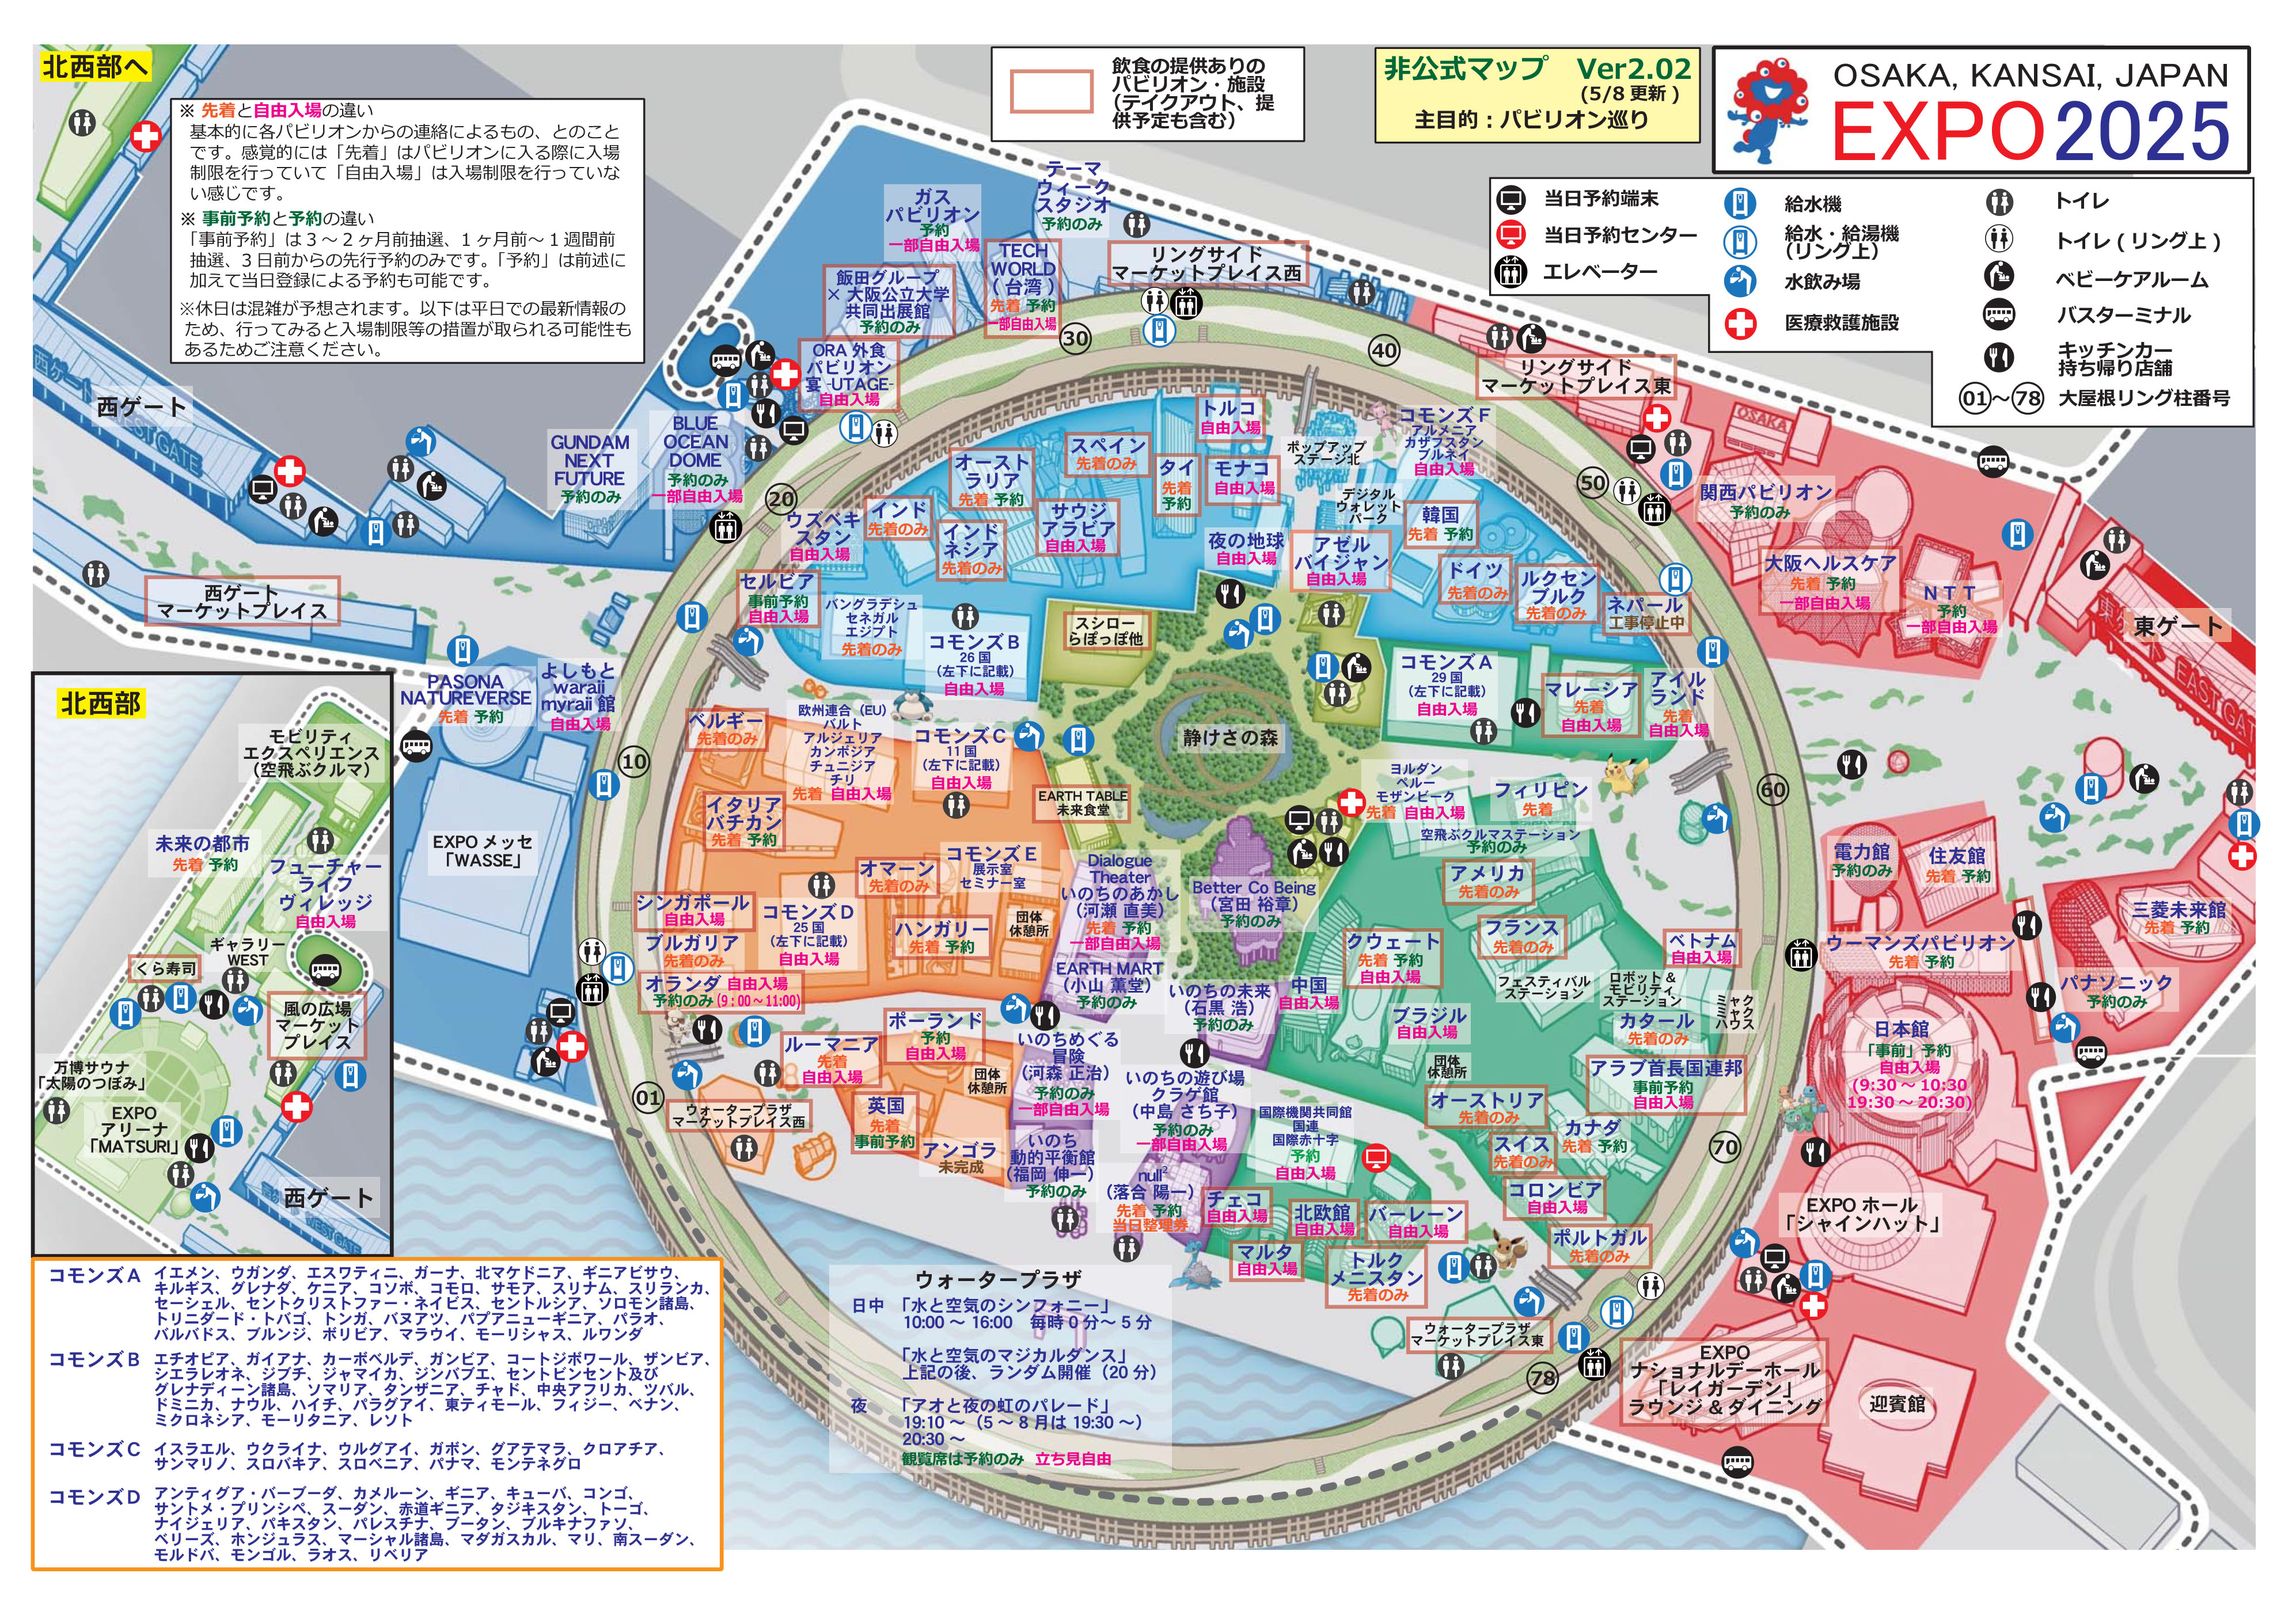 北西部へ
西ゲート
WEST GATE
※ 先着と自由入場の違い
基本的に各パビリオンからの連絡によるもの、とのこと
です。感覚的には「先着」はパビリオンに入る際に入場
制限を行っていて「自由入場」は入場制限を行っていな
い感じです。
※ 事前予約と予約の違い
「事前予約」は３～２ヶ月前抽選、１ヶ月前～１週間前
抽選、３日前からの先行予約のみです。「予約」は前述に
加えて当日登録による予約も可能です。
※休日は混雑が予想されます。以下は平日での最新情報の
ため、行ってみると入場制限等の措置が取られる可能性も
あるためご注意ください。
飲食の提供ありの
パビリオン・施設
(テイクアウト、提
供予定も含む)
非公式マップ Ver2.02
(5/8 更新)
主目的：パビリオン巡り
OSAKA, KANSAI, JAPAN
EXPO2025
当日予約端末
当日予約センター
エレベーター
給水機
給水・給湯機
(リング上)
水飲み場
医療救護施設
トイレ
トイレ(リング上)
ベビーケアルーム
バスターミナル
キッチンカー
持ち帰り店舗
01～78 大屋根リング柱番号
北西部
モビリティ
エクスペリエンス
(空飛ぶクルマ)
未来の都市
先着 予約
フューチャー
ライフ
ヴィレッジ
自由入場
くら寿司
ギャラリー
WEST
風の広場
マーケット
プレイス
万博サウナ
「太陽のつぼみ」
EXPO
アリーナ
「MATSURI」
西ゲート
西ゲート
マーケットプレイス
PASONA
NATUREVERSE
先着 予約
EXPO メッセ
「WASSE」
よしもと
waraii
myraii 館
自由入場
GUNDAM
NEXT
FUTURE
予約のみ
BLUE
OCEAN
DOME
予約のみ
一部自由入場
ORA 外食
パビリオン
宴-UTAGE-
自由入場
飯田グループ
×大阪公立大学
共同出展館
予約のみ
ガス
パビリオン
予約
一部自由入場
TECH
WORLD
(台湾)
先着 予約
一部自由入場
テーマ
ウィーク
スタジオ
予約のみ
リングサイド
マーケットプレイス西
リングサイド
マーケットプレイス東
01
10
20
30
40
50
60
70
78
セルビア
事前予約
自由入場
ウズベキ
スタン
自由入場
バングラデシュ
セネガル
エジプト
先着のみ
インド
先着のみ
インド
ネシア
先着のみ
オースト
ラリア
先着 予約
サウジ
アラビア
スペイン
先着のみ
タイ
先着
予約
トルコ
自由入場
モナコ
自由入場
夜の地球
ポップアップ
ステージ北
アゼル
バイジャン
自由入場
デジタル
ウォレット
パーク
コモンズ F
アルメニア
カザフスタン
ブルネイ
自由入場
韓国
先着 予約
ドイツ
先着のみ
ルクセン
ブルク
先着のみ
ネパール
工事停止中
コモンズ B
26 国
(左下に記載)
自由入場
コモンズ A
29 国
(左下に記載)
自由入場
マレーシア
自由入場
アイル
ランド
先着
自由入場
ベルギー
先着のみ
イタリア
バチカン
先着 予約
欧州連合 (EU)
バルト
アルジェリア
カンボジア
チュニジア
チリ
先着 自由入場
コモンズ C
11 国
(左下に記載)
自由入場
シンガポール
自由入場
ブルガリア
先着のみ
オランダ 自由入場
予約のみ (9:00～11:00)
コモンズ D
25 国
(左下に記載)
自由入場
オマーン
先着のみ
ハンガリー
先着 予約
コモンズ E
展示室
セミナー室
団体
休憩所
ウォータープラザ
マーケットプレイス西
ルーマニア
先着
自由入場
英国
先着
事前予約
ポーランド
予約
自由入場
アンゴラ
未完成
団体
休憩所
EARTH TABLE
未来食堂
スシロー
らぽっぽ他
静けさの森
Dialogue
Theater
いのちのあかし
(河瀬 直美)
先着 予約
一部自由入場
EARTH MART
(小山 薫堂)
予約のみ
いのちめぐる
冒険
(河森 正治)
予約のみ
一部自由入場
いのち
動的平衡館
(福岡 伸一)
予約のみ
いのちの遊び場
クラゲ館
(中島 さち子)
予約のみ
一部自由入場
null²
(落合 陽一)
先着 予約
当日整理券
いのちの未来
(石黒 浩)
予約のみ
Better Co Being
(宮田 裕章)
予約のみ
チェコ
自由入場
マルタ
自由入場
国際機関共同館
国連
国際赤十字
予約
自由入場
北欧館
自由入場
トルク
メニスタン
先着のみ
バーレーン
自由入場
中国
自由入場
クウェート
先着 予約
自由入場
ブラジル
自由入場
団体
休憩所
オーストリア
先着のみ
スイス
先着のみ
コロンビア
自由入場
ポルトガル
先着のみ
カナダ
先着 予約
ヨルダン
ペルー
モザンビーク
先着 自由入場
空飛ぶクルマステーション
予約のみ
アメリカ
先着のみ
フランス
先着のみ
フィリピン
先着
フェスティバル
ステーション
ロボット＆
モビリティ
ステーション
カタール
先着のみ
アラブ首長国連邦
事前予約
自由入場
ベトナム
自由入場
ミャク
ハウス
ウォータープラザ
マーケットプレイス東
ウォータープラザ
日中 「水と空気のシンフォニー」
10:00 ～ 16:00 毎時 0 分～ 5 分
「水と空気のマジカルダンス」
上記の後、ランダム開催 (20 分)
夜 「アオと夜の虹のパレード」
19:10 ～ (5 ～ 8 月は 19:30 ～)
20:30 ～
観覧席は予約のみ 立ち見自由
関西パビリオン
予約のみ
OSAKA
大阪ヘルスケア
先着 予約
一部自由入場
NTT
予約
一部自由入場
電力館
予約のみ
住友館
先着 予約
ウーマンズパビリオン
先着 予約
日本館
「事前」予約
自由入場
(9:30 ～ 10:30
19:30 ～ 20:30)
EXPO ホール
「シャインハット」
EXPO
ナショナルデーホール
「レイガーデン」
ラウンジ＆ダイニング
迎賓館
パナソニック
予約のみ
三菱未来館
先着 予約
東ゲート
EAST GATE
コモンズ A イエメン、ウガンダ、エスワティニ、ガーナ、北マケドニア、ギニアビサウ、
キルギス、グレナダ、ケニア、コソボ、コモロ、サモア、スリナム、スリランカ、
セーシェル、セントクリストファー・ネイビス、セントルシア、ソロモン諸島、
トリニダード・トバゴ、トンガ、バヌアツ、パプアニューギニア、パラオ、
バルバドス、ブルンジ、ボリビア、マラウイ、モーリシャス、ルワンダ
コモンズ B エチオピア、ガイアナ、カーボベルデ、ガンビア、コートジボワール、ザンビア、
シエラレオネ、ジブチ、ジャマイカ、ジンバブエ、セントビンセント及び
グレナディーン諸島、ソマリア、タンザニア、チャド、中央アフリカ、ツバル、
ドミニカ、ナウル、ハイチ、パラグアイ、東ティモール、フィジー、ベナン、
ミクロネシア、モーリタニア、レソト
コモンズ C イスラエル、ウクライナ、ウルグアイ、ガボン、グアテマラ、クロアチア、
サンマリノ、スロバキア、スロベニア、パナマ、モンテネグロ
コモンズ D アンティグア・バーブーダ、カメルーン、ギニア、キューバ、コンゴ、
サントメ・プリンシペ、スーダン、赤道ギニア、タジキスタン、トーゴ、
ナイジェリア、パキスタン、パレスチナ、ブータン、ブルキナファソ、
ベリーズ、ホンジュラス、マーシャル諸島、マダガスカル、マリ、南スーダン、
モルドバ、モンゴル、ラオス、リベリア